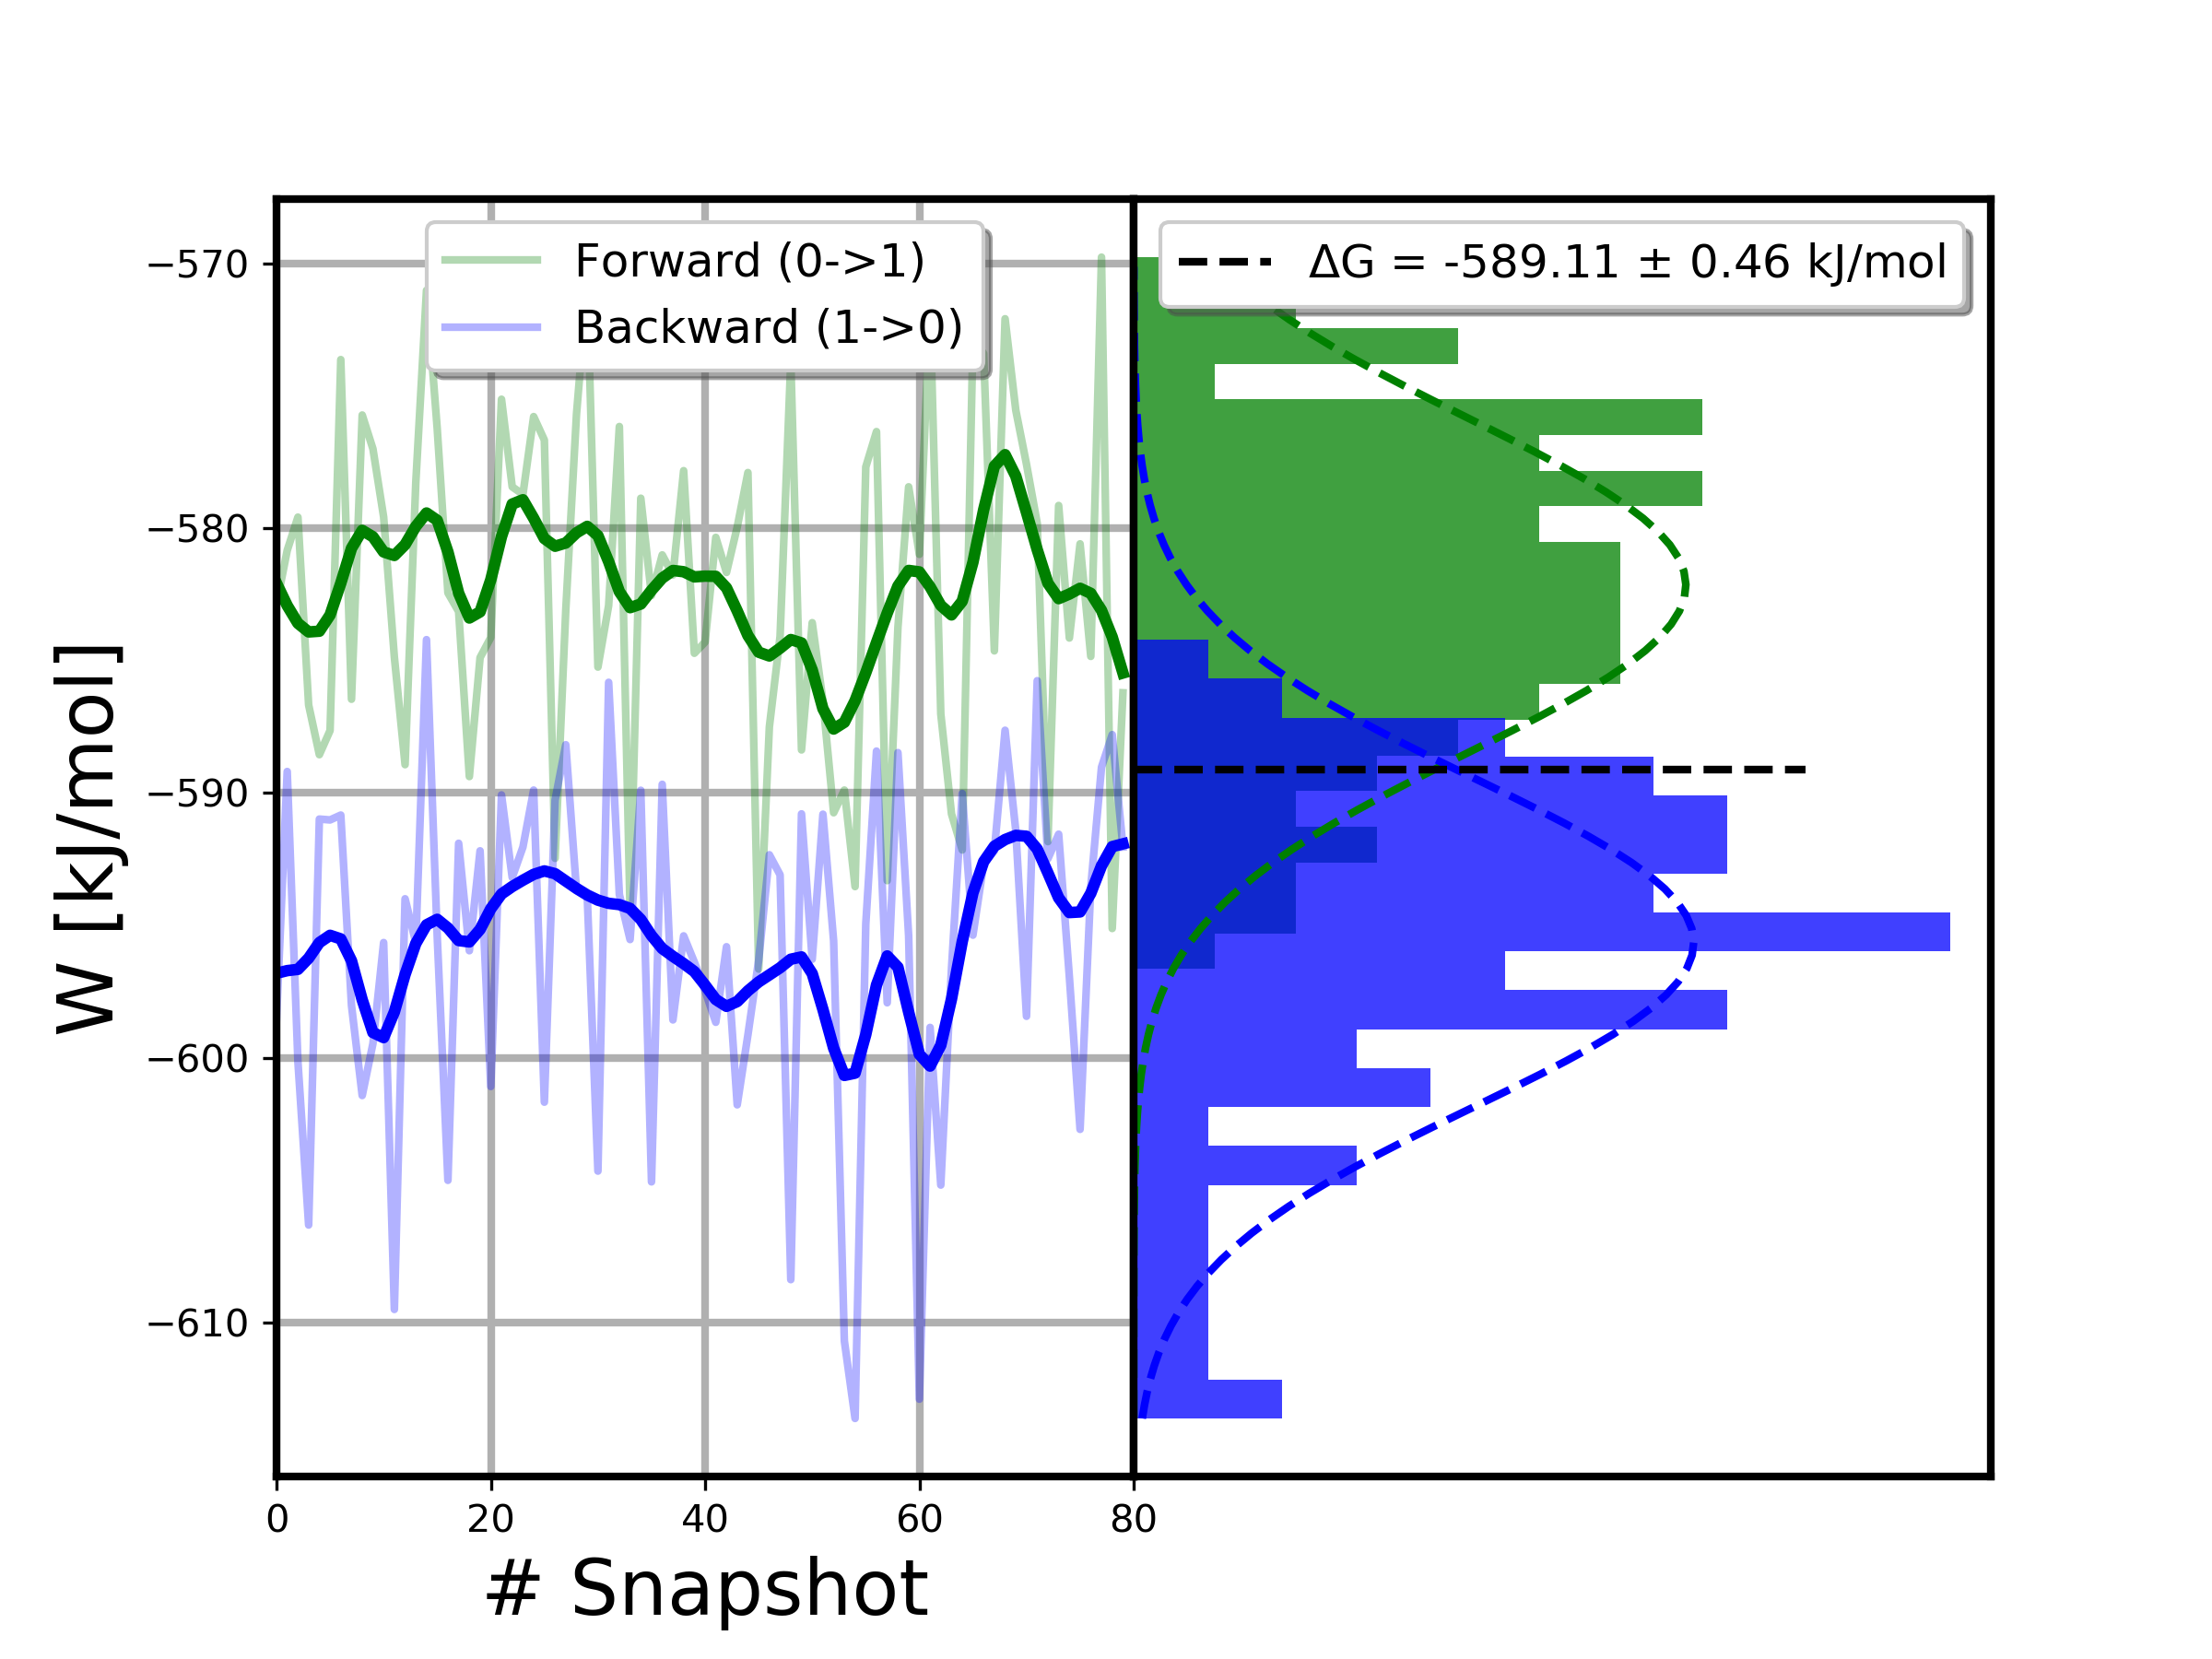 Forward (0->1)
Backward (1->0)
ΔG = -589.11 ± 0.46 kJ/mol
W [kJ/mol]
−570
−580
−590
−600
−610
0 20 40 60 80
# Snapshot